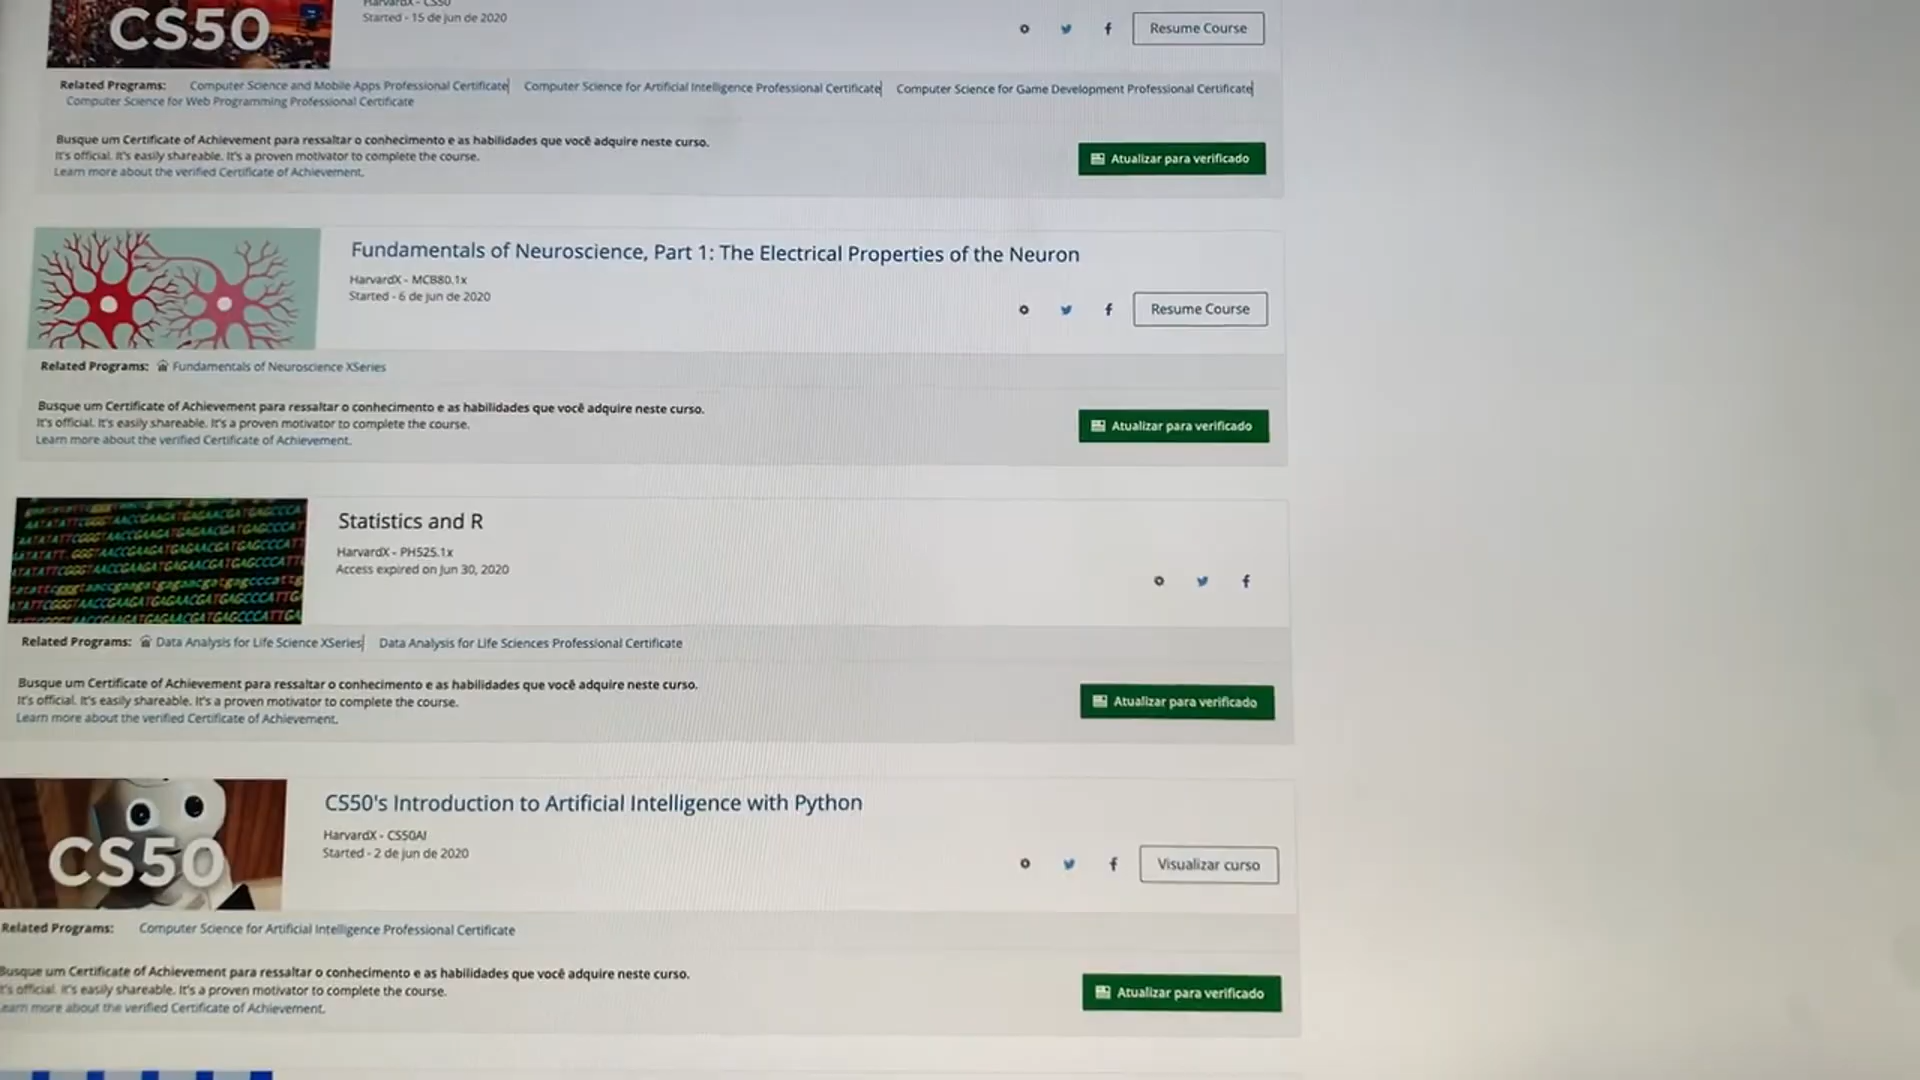 CS50
HarvardX - CS50
Started - 15 de jun de 2020
Resume Course
Related Programs: Computer Science and Mobile Apps Professional Certificate| Computer Science for Artificial Intelligence Professional Certificate| Computer Science for Game Development Professional Certificate|
Computer Science for Web Programming Professional Certificate
Busque um Certificate of Achievement para ressaltar o conhecimento e as habilidades que você adquire neste curso.
It's official. It's easily shareable. It's a proven motivator to complete the course.
Learn more about the verified Certificate of Achievement.
Atualizar para verificado
Fundamentals of Neuroscience, Part 1: The Electrical Properties of the Neuron
HarvardX - MCB80.1x
Started - 6 de jun de 2020
Resume Course
Related Programs: Fundamentals of Neuroscience XSeries
Busque um Certificate of Achievement para ressaltar o conhecimento e as habilidades que você adquire neste curso.
It's official. It's easily shareable. It's a proven motivator to complete the course.
Learn more about the verified Certificate of Achievement.
Atualizar para verificado
Statistics and R
HarvardX - PH525.1x
Access expired on Jun 30, 2020
Related Programs: Data Analysis for Life Science XSeries| Data Analysis for Life Sciences Professional Certificate
Busque um Certificate of Achievement para ressaltar o conhecimento e as habilidades que você adquire neste curso.
It's official. It's easily shareable. It's a proven motivator to complete the course.
Learn more about the verified Certificate of Achievement.
Atualizar para verificado
CS50
CS50's Introduction to Artificial Intelligence with Python
HarvardX - CS50AI
Started - 2 de jun de 2020
Visualizar curso
Related Programs: Computer Science for Artificial Intelligence Professional Certificate
Busque um Certificate of Achievement para ressaltar o conhecimento e as habilidades que você adquire neste curso.
It's official. It's easily shareable. It's a proven motivator to complete the course.
Learn more about the verified Certificate of Achievement.
Atualizar para verificado